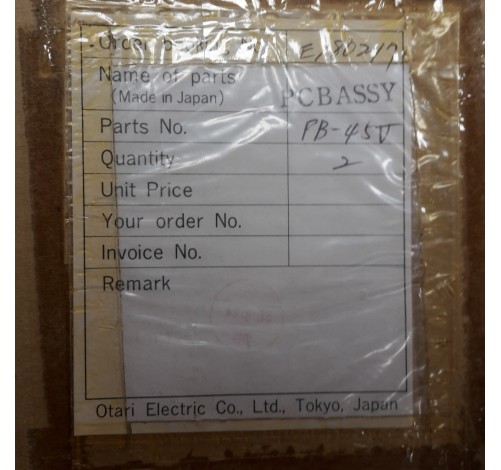 Order
Name of parts PCBASSY
(Made in Japan)
Parts No. PB-45V
Quantity 2
Unit Price
Your order No.
Invoice No.
Remark
Otari Electric Co., Ltd., Tokyo, Japan